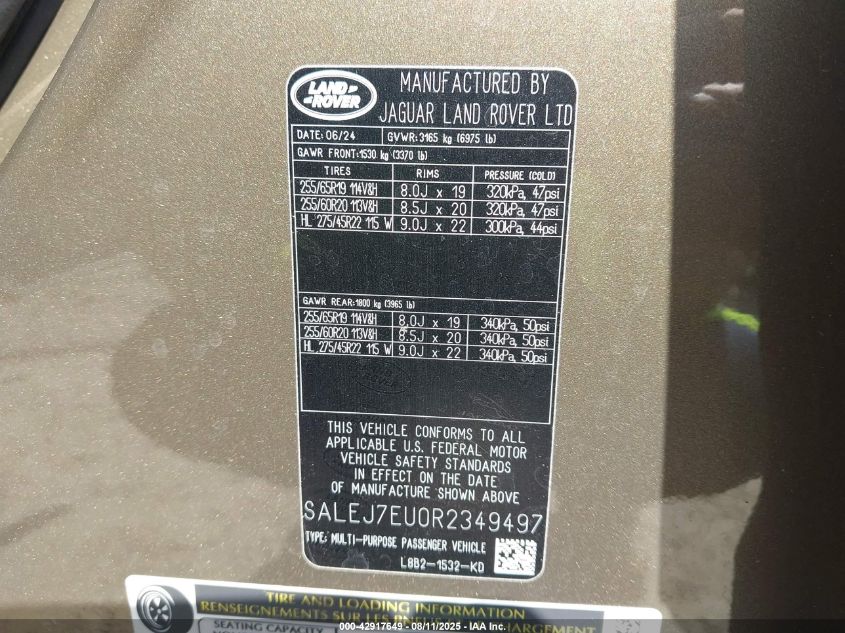 LAND ROVER
MANUFACTURED BY
JAGUAR LAND ROVER LTD
DATE: 06/24 GVWR: 3165 kg (6975 lb)
GAWR FRONT: 1530 kg (3370 lb)
TIRES RIMS PRESSURE (COLD)
255/65R19 114V&H 8.0J x 19 320kPa, 47psi
255/60R20 113V&H 8.5J x 20 320kPa, 47psi
HL 275/45R22 115 W 9.0J x 22 300kPa, 44psi
GAWR REAR: 1800 kg (3965 lb)
255/65R19 114V&H 8.0J x 19 340kPa, 50psi
255/60R20 113V&H 8.5J x 20 340kPa, 50psi
HL 275/45R22 115 W 9.0J x 22 340kPa, 50psi
THIS VEHICLE CONFORMS TO ALL
APPLICABLE U.S. FEDERAL MOTOR
VEHICLE SAFETY STANDARDS
IN EFFECT ON THE DATE
OF MANUFACTURE SHOWN ABOVE
SALEJ7EU0R2349497
TYPE: MULTI-PURPOSE PASSENGER VEHICLE
L8B2-1532-KD
TIRE AND LOADING INFORMATION
RENSEIGNEMENTS SUR LES PNEUS CHARGEMENT
SEATING CAPACITY
000-42917649 - 08/11/2025 - IAA Inc.